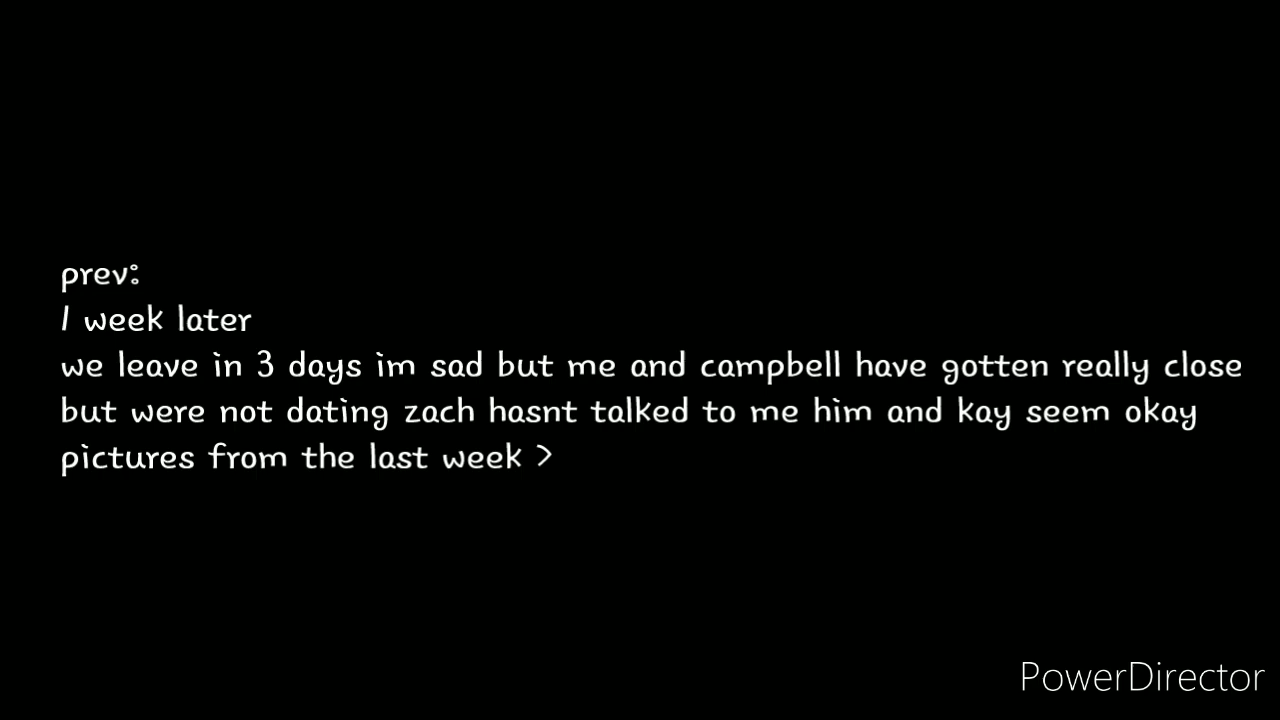 prev:
1 week later
we leave in 3 days im sad but me and campbell have gotten really close
but were not dating zach hasnt talked to me him and kay seem okay
pictures from the last week >
PowerDirector